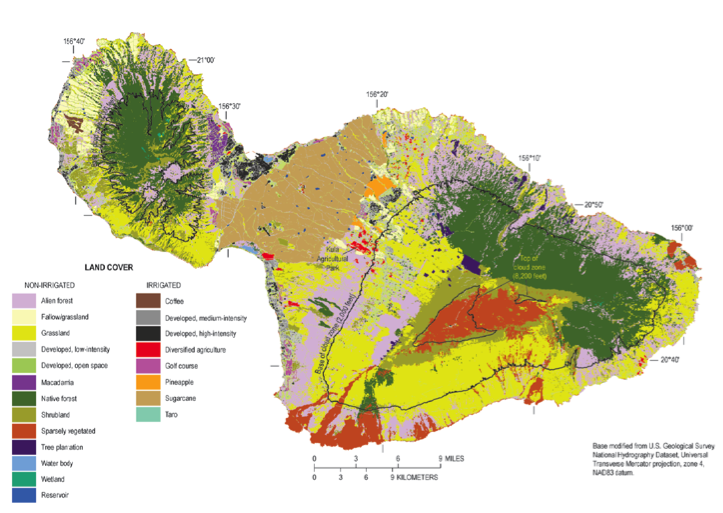 156°40'
21°00'
156°30'
156°20'
156°10'
20°50'
156°00'
20°40'
Kula
Agricultural
Park
Top of
cloud zone
(8,200 feet)
Base of cloud zone (2,000 feet)
LAND COVER
NON-IRRIGATED
Alien forest
Fallow/grassland
Grassland
Developed, low-intensity
Developed, open space
Macadamia
Native forest
Shrubland
Sparsely vegetated
Tree plantation
Water body
Wetland
Reservoir
IRRIGATED
Coffee
Developed, medium-intensity
Developed, high-intensity
Diversified agriculture
Golf course
Pineapple
Sugarcane
Taro
0 3 6 9 MILES
0 3 6 9 KILOMETERS
Base modified from U.S. Geological Survey
National Hydrography Dataset, Universal
Transverse Mercator projection, zone 4,
NAD83 datum.